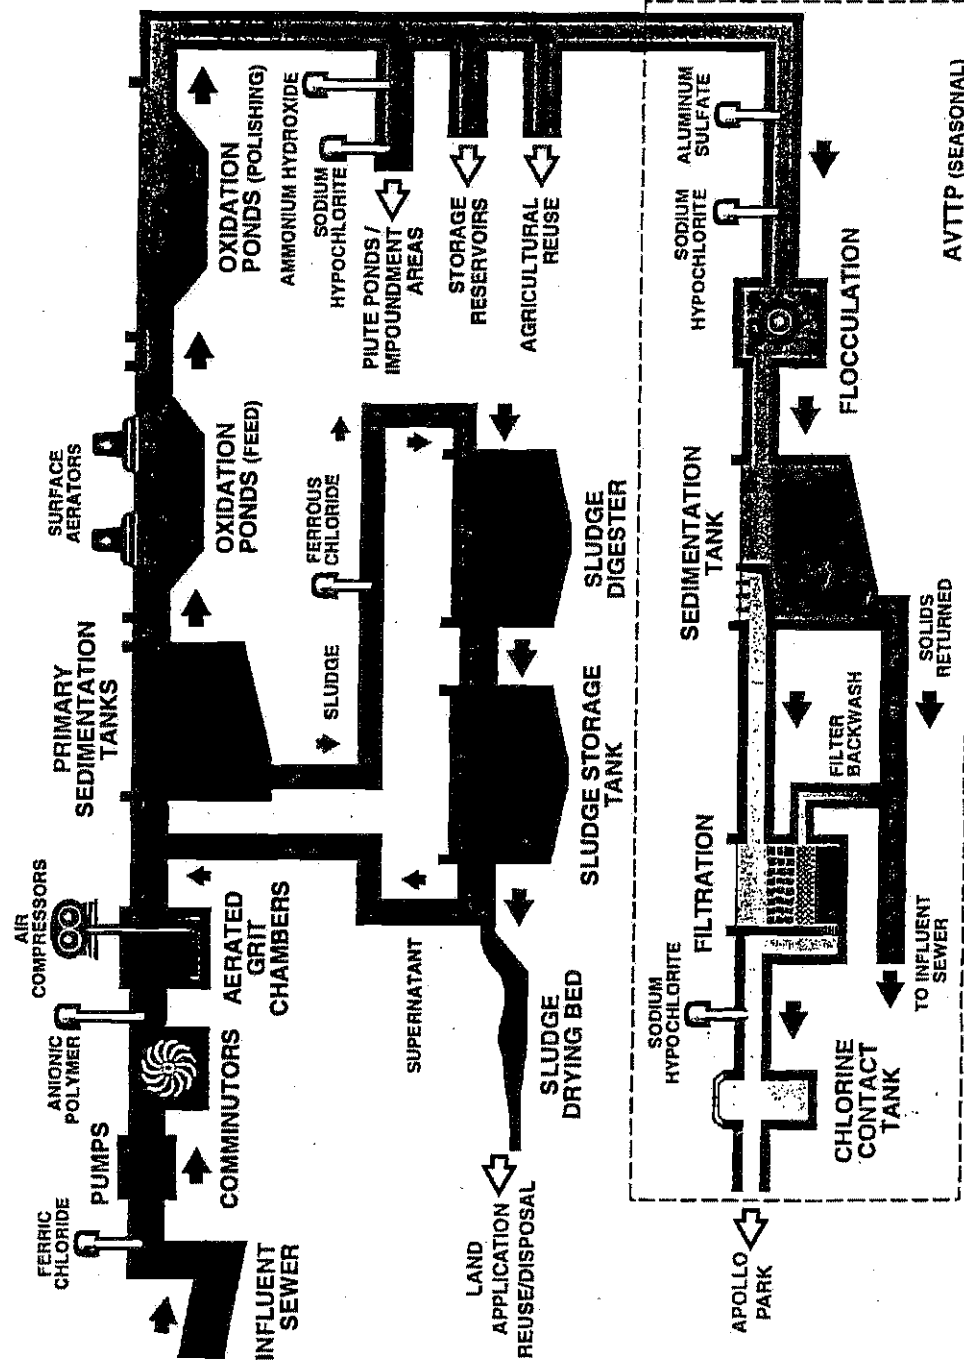 FERRIC
CHLORIDE
INFLUENT
SEWER
PUMPS
ANIONIC
POLYMER
COMMINUTORS
AIR
COMPRESSORS
AERATED
GRIT
CHAMBERS
PRIMARY
SEDIMENTATION
TANKS
SURFACE
AERATORS
OXIDATION
PONDS (FEED)
OXIDATION
PONDS (POLISHING)
AMMONIUM HYDROXIDE
SODIUM
HYPOCHLORITE
PIUTE PONDS /
IMPOUNDMENT
AREAS
STORAGE
RESERVOIRS
AGRICULTURAL
REUSE
SLUDGE
FERROUS
CHLORIDE
SUPERNATANT
SLUDGE
DIGESTER
SLUDGE STORAGE
TANK
SLUDGE
DRYING BED
LAND
APPLICATION
REUSE/DISPOSAL
ALUMINUM
SULFATE
SODIUM
HYPOCHLORITE
FLOCCULATION
SEDIMENTATION
TANK
SOLIDS
RETURNED
FILTER
BACKWASH
FILTRATION
TO INFLUENT
SEWER
SODIUM
HYPOCHLORITE
CHLORINE
CONTACT
TANK
APOLLO
PARK
AVTTP (SEASONAL)